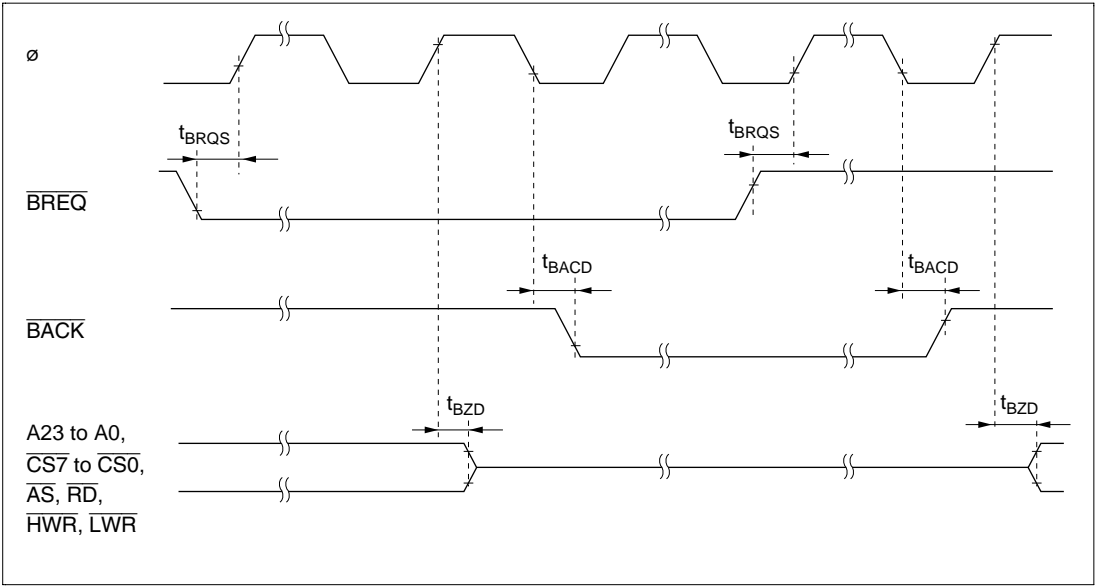 ø
tBRQS
tBRQS
BREQ
tBACD
tBACD
BACK
tBZD
tBZD
A23 to A0,
CS7 to CS0,
AS, RD,
HWR, LWR